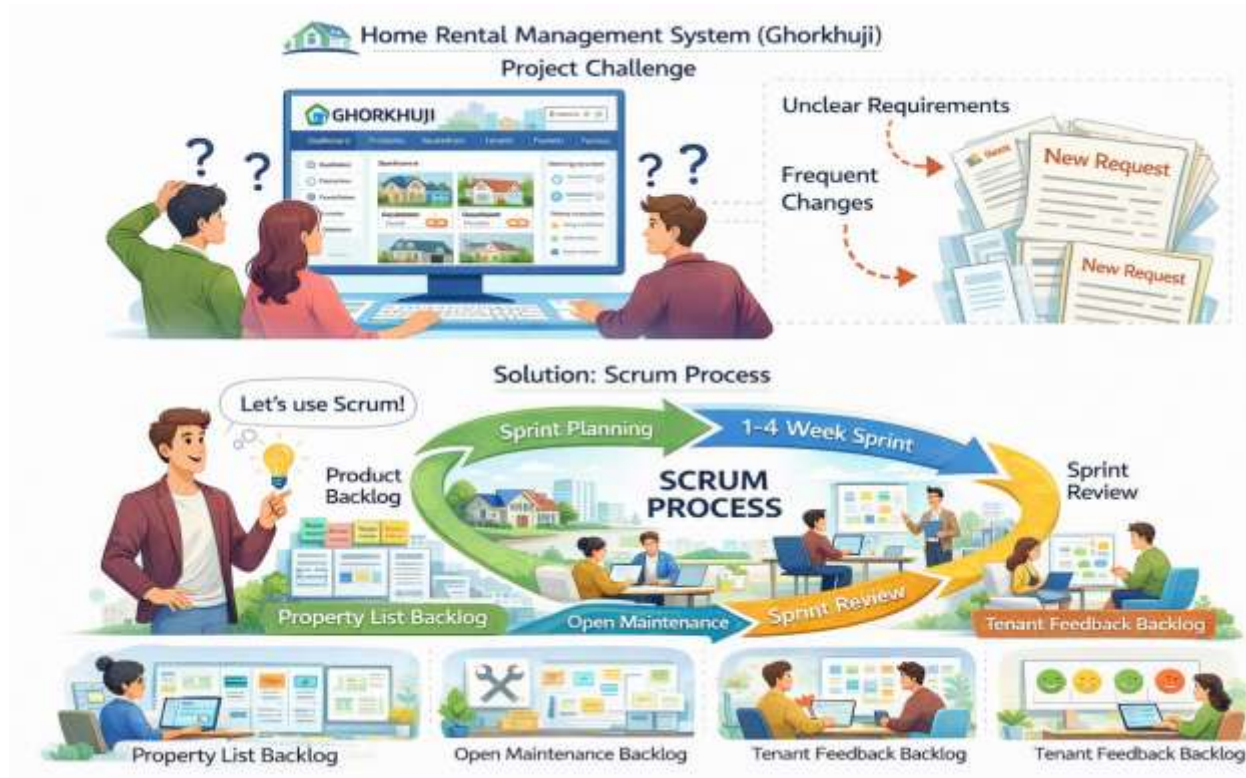 Home Rental Management System (Ghorkhuji)
Project Challenge
GHORKHUJI
Unclear Requirements
Frequent
Changes
New Request
New Request
Solution: Scrum Process
Let's use Scrum!
Product
Backlog
Sprint Planning
1-4 Week Sprint
SCRUM
PROCESS
Sprint
Review
Property List Backlog
Open Maintenance
Sprint Review
Tenant Feedback Backlog
Property List Backlog
Open Maintenance Backlog
Tenant Feedback Backlog
Tenant Feedback Backlog